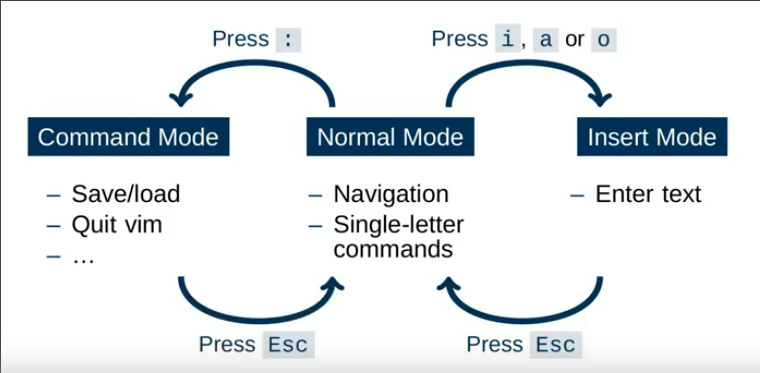 Press :
Press i, a or o
Command Mode
Normal Mode
Insert Mode
– Save/load
– Quit vim
– …
– Navigation
– Single-letter
commands
– Enter text
Press Esc
Press Esc